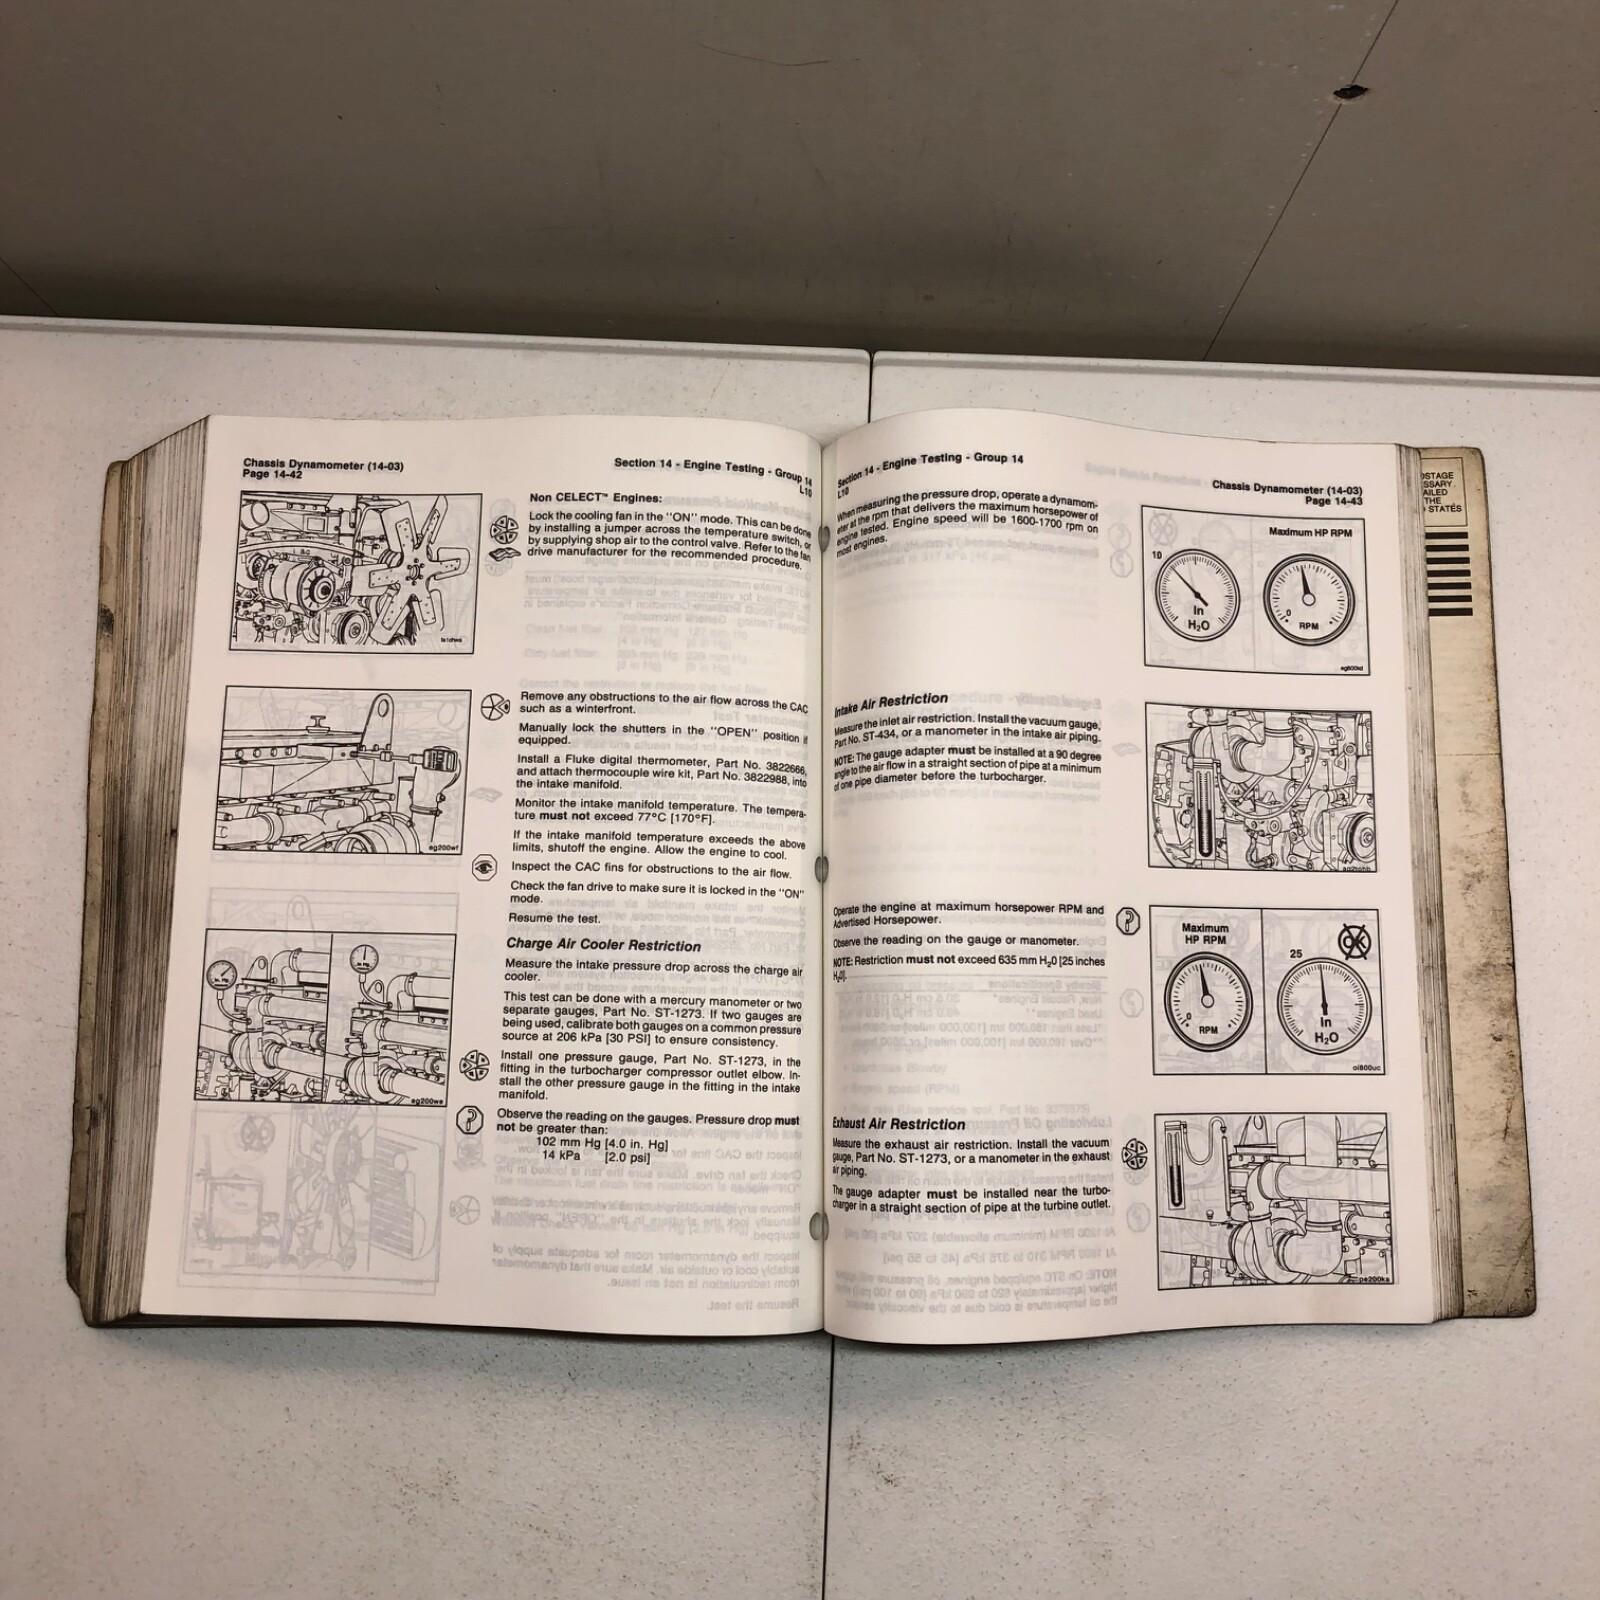 Chassis Dynamometer (14-03)
Page 14-42
Section 14 - Engine Testing - Group 14
L10
Non CELECT™ Engines:
Lock the cooling fan in the "ON" mode. This can be done
by installing a jumper across the temperature switch, or
by supplying shop air to the control valve. Refer to the fan
drive manufacturer for the recommended procedure.
Remove any obstructions to the air flow across the CAC
such as a winterfront.
Manually lock the shutters in the "OPEN" position if
equipped.
Install a Fluke digital thermometer, Part No. 3822666,
and attach thermocouple wire kit, Part No. 3822988, into
the intake manifold.
Monitor the intake manifold temperature. The tempera-
ture must not exceed 77°C [170°F].
If the intake manifold temperature exceeds the above
limits, shutoff the engine. Allow the engine to cool.
Inspect the CAC fins for obstructions to the air flow.
Check the fan drive to make sure it is locked in the "ON"
mode.
Resume the test.
eg200wf
Charge Air Cooler Restriction
Measure the intake pressure drop across the charge air
cooler.
This test can be done with a mercury manometer or two
separate gauges, Part No. ST-1273. If two gauges are
being used, calibrate both gauges on a common pressure
source at 206 kPa [30 PSI] to ensure consistency.
Install one pressure gauge, Part No. ST-1273, in the
fitting in the turbocharger compressor outlet elbow. In-
stall the other pressure gauge in the fitting in the intake
manifold.
eg200we
Observe the reading on the gauges. Pressure drop must
not be greater than:
102 mm Hg [4.0 in. Hg]
14 kPa [2.0 psi]
Section 14 - Engine Testing - Group 14
L10
Chassis Dynamometer (14-03)
Page 14-43
When measuring the pressure drop, operate a dynamom-
eter at the rpm that delivers the maximum horsepower of
engine tested. Engine speed will be 1600-1700 rpm on
most engines.
Maximum HP RPM
10
In
H₂O
0
RPM
Intake Air Restriction
Measure the inlet air restriction. Install the vacuum gauge,
Part No. ST-434, or a manometer in the intake air piping.
NOTE: The gauge adapter must be installed at a 90 degree
angle to the air flow in a straight section of pipe at a minimum
of one pipe diameter before the turbocharger.
Operate the engine at maximum horsepower RPM and
Advertised Horsepower.
Observe the reading on the gauge or manometer.
NOTE: Restriction must not exceed 635 mm H₂0 [25 inches
H₂0].
Maximum
HP RPM
0
RPM
25
OK
In
H₂O
oi800uc
Exhaust Air Restriction
Measure the exhaust air restriction. Install the vacuum
gauge, Part No. ST-1273, or a manometer in the exhaust
air piping.
The gauge adapter must be installed near the turbo-
charger in a straight section of pipe at the turbine outlet.
pe200ka
STATES